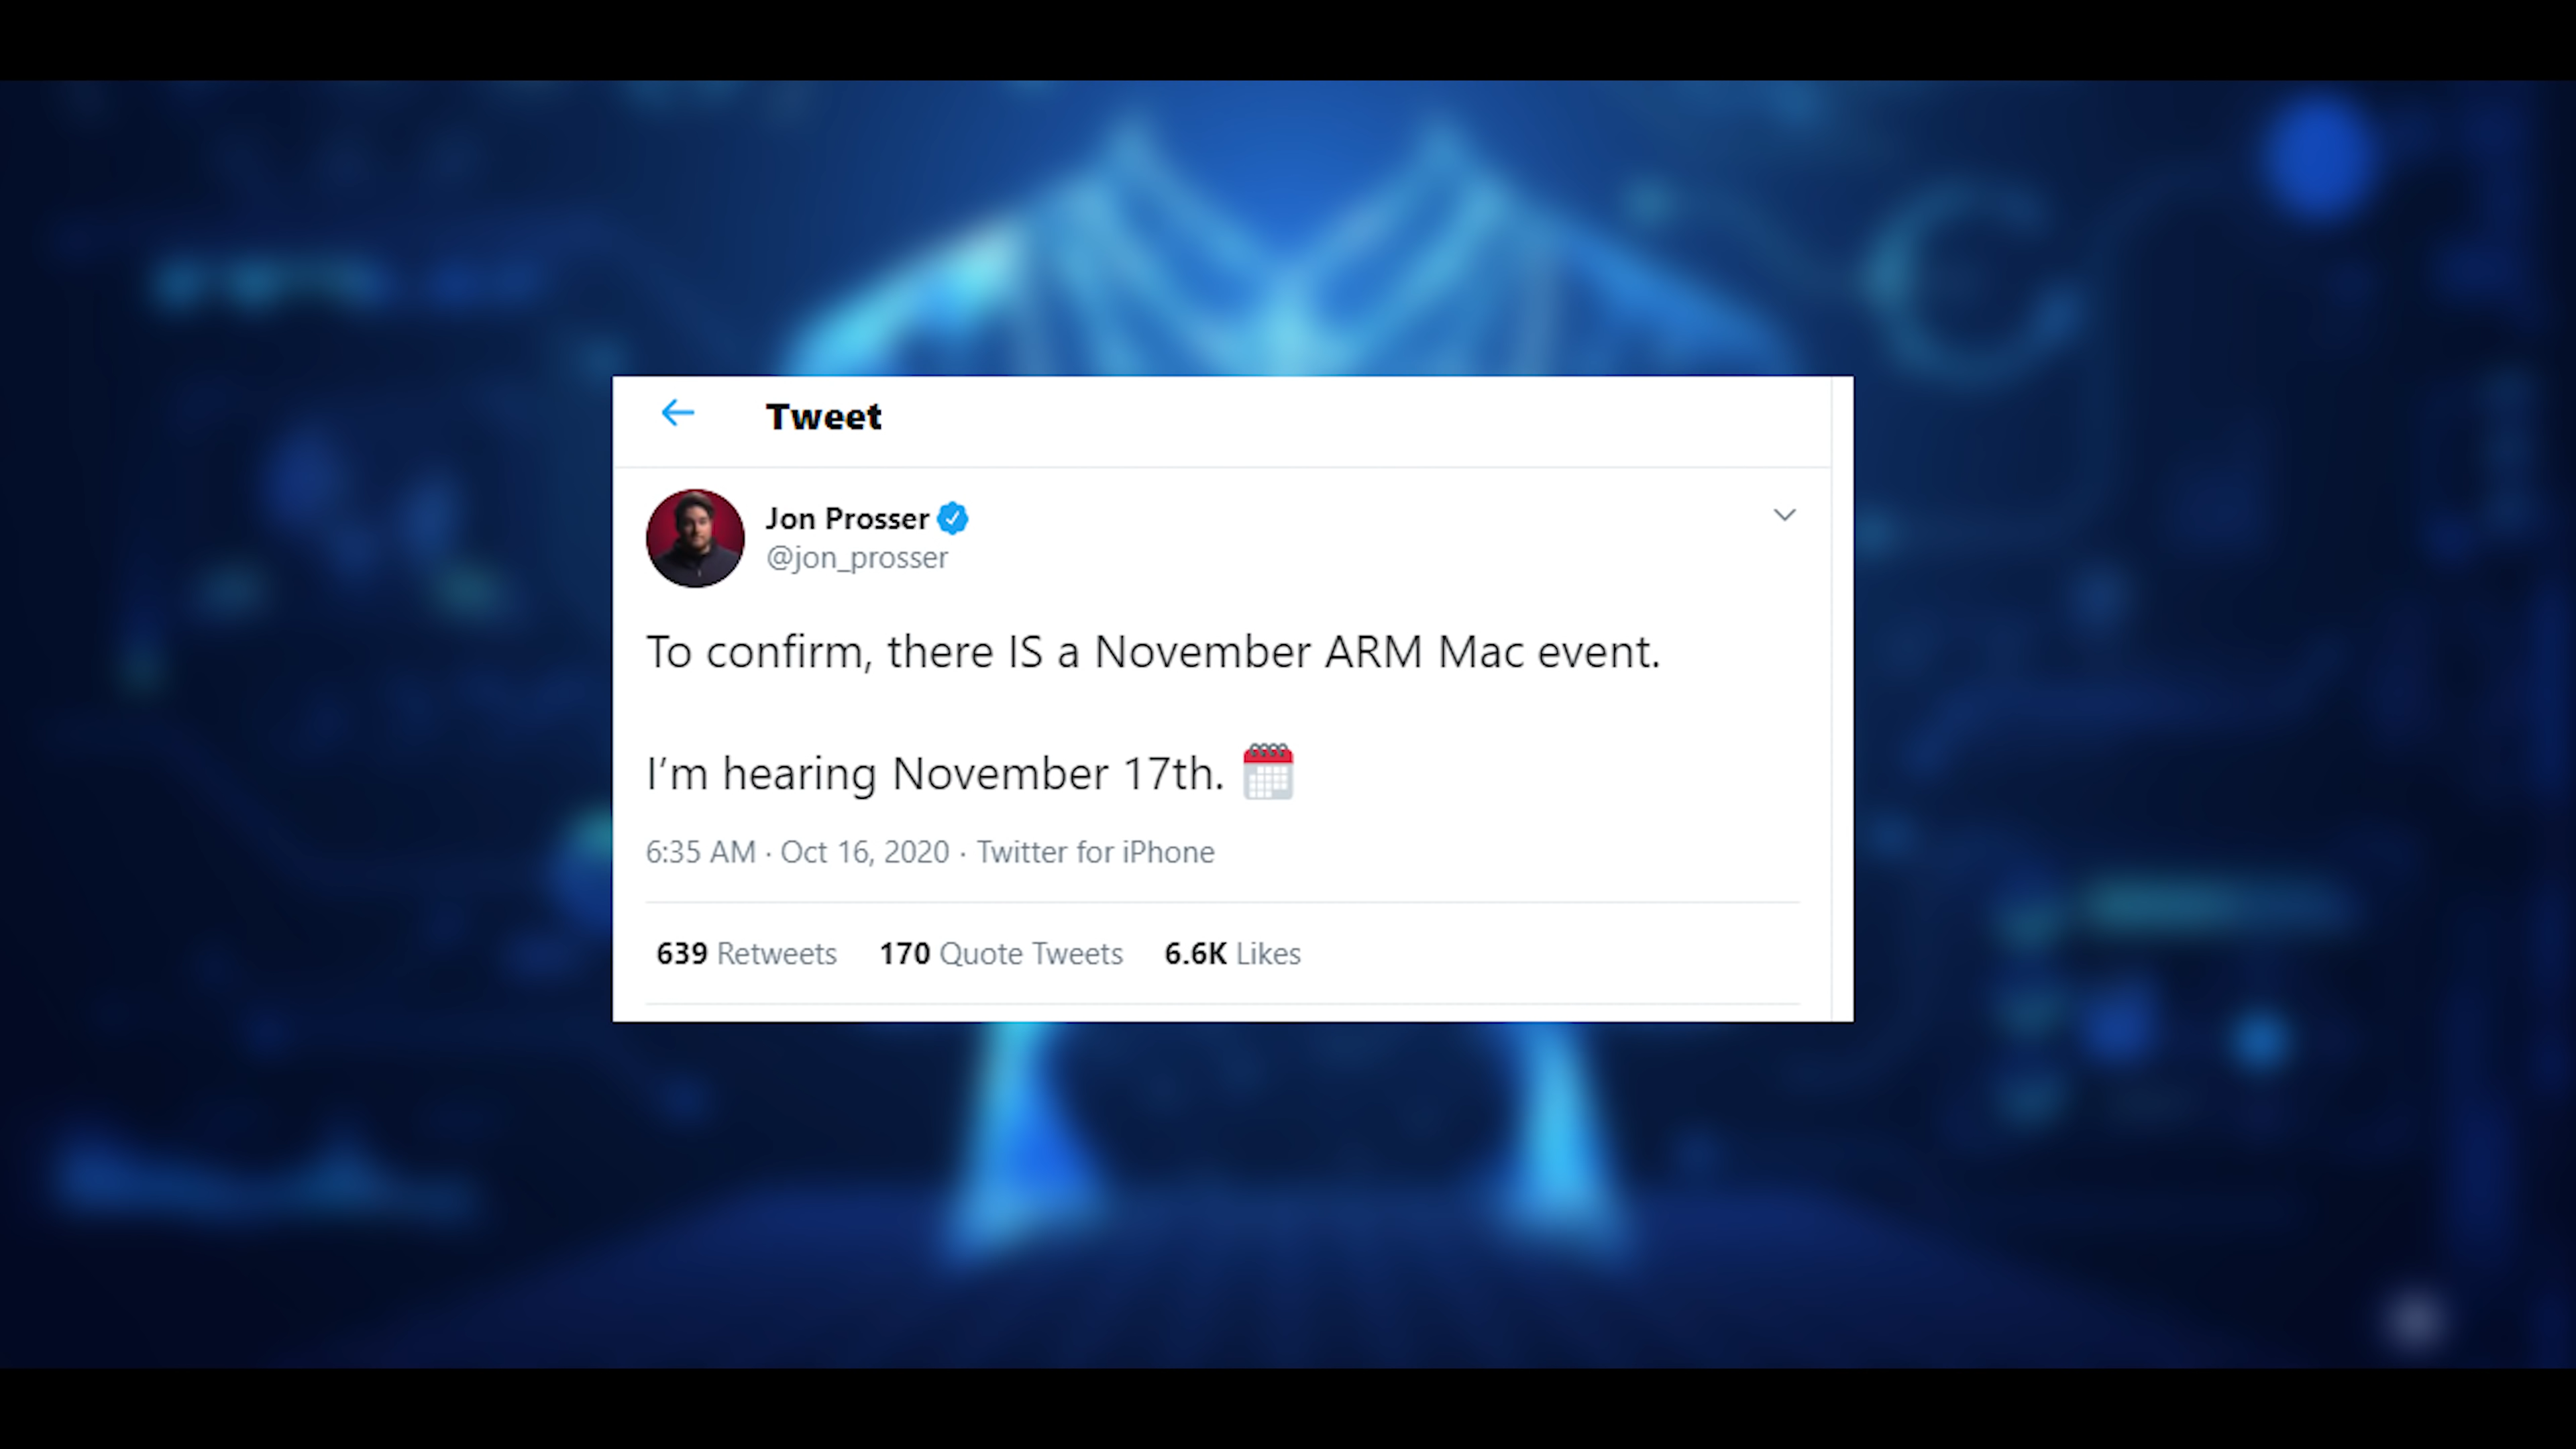 Tweet
Jon Prosser
@jon_prosser
To confirm, there IS a November ARM Mac event.
I’m hearing November 17th.
6:35 AM · Oct 16, 2020 · Twitter for iPhone
639 Retweets 170 Quote Tweets 6.6K Likes